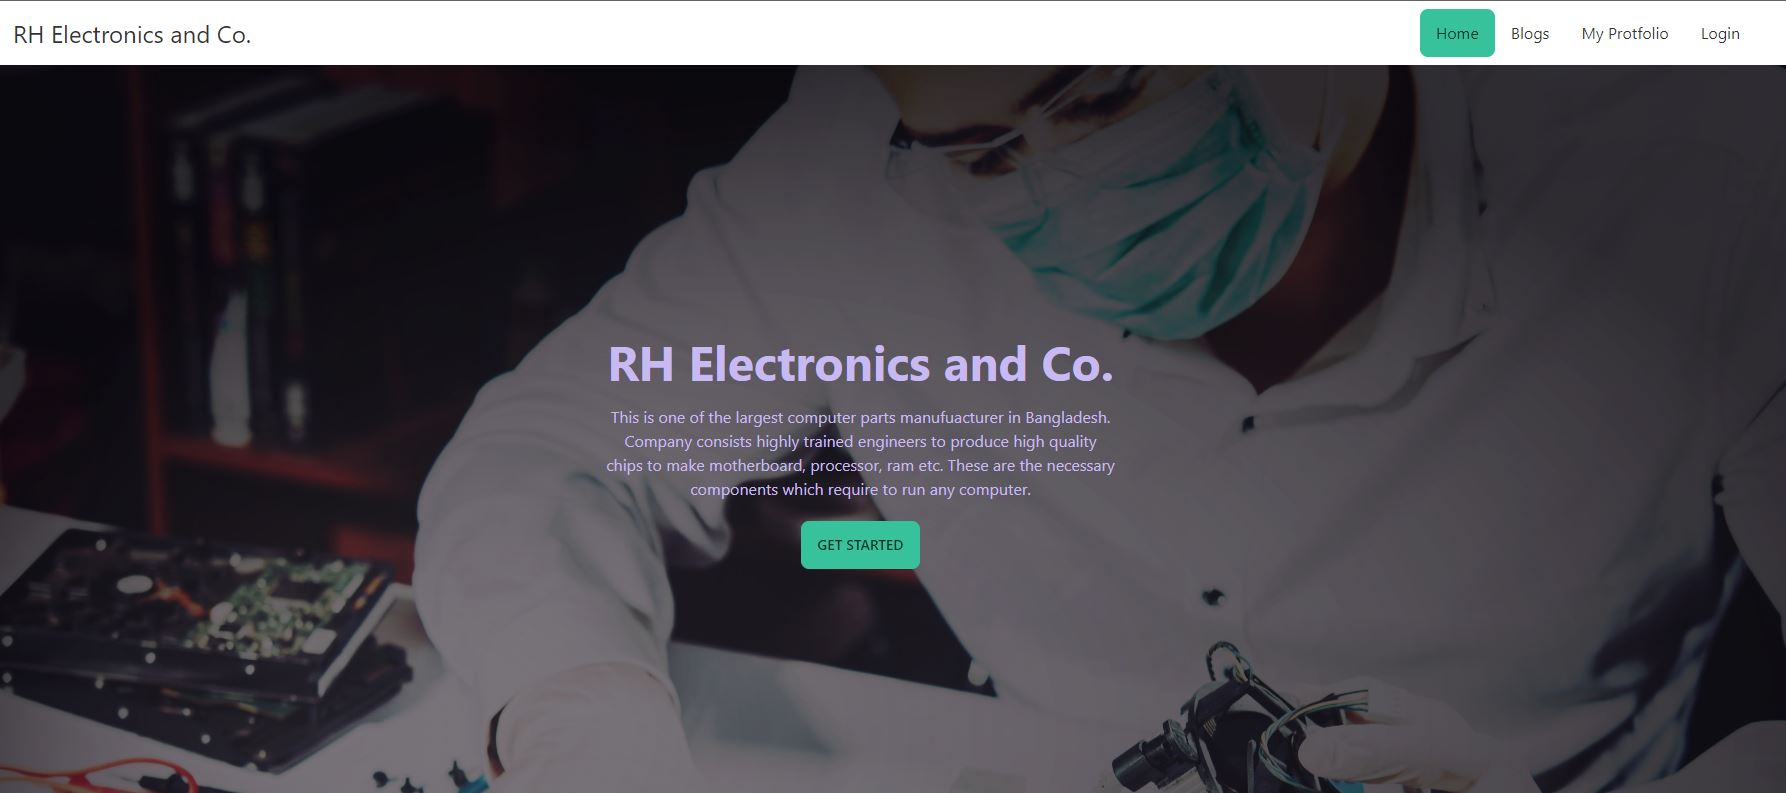 RH Electronics and Co.
Home Blogs My Protfolio Login
RH Electronics and Co.
This is one of the largest computer parts manufuacturer in Bangladesh.
Company consists highly trained engineers to produce high quality
chips to make motherboard, processor, ram etc. These are the necessary
components which require to run any computer.
GET STARTED